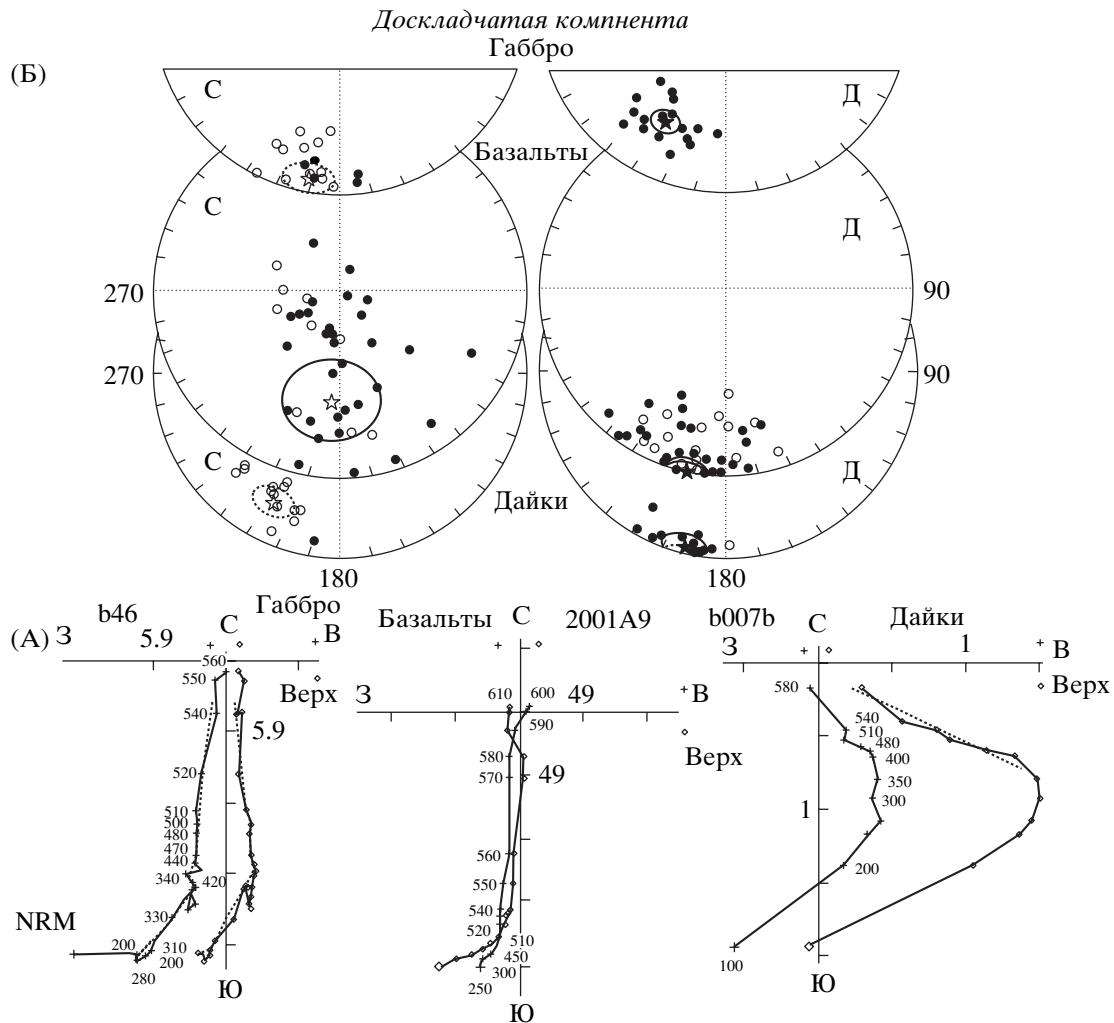 Доскладчатая компнента
Габбро
(Б)
С
Д
Базальты
С
Д
270
90
270
90
С
Д
Дайки
180
180
Габбро
(А)
З
b46
5.9
С
В
Верх
5.9
560
550
540
520
510
500
480
470
440
420
340
330
310
200
200
280
NRM
Ю
Базальты
С
2001А9
З
49
В
Верх
49
610
600
590
580
570
560
550
540
520
510
450
300
250
Ю
b007b
Дайки
З
С
1
В
Верх
1
580
540
510
480
400
350
300
200
100
Ю